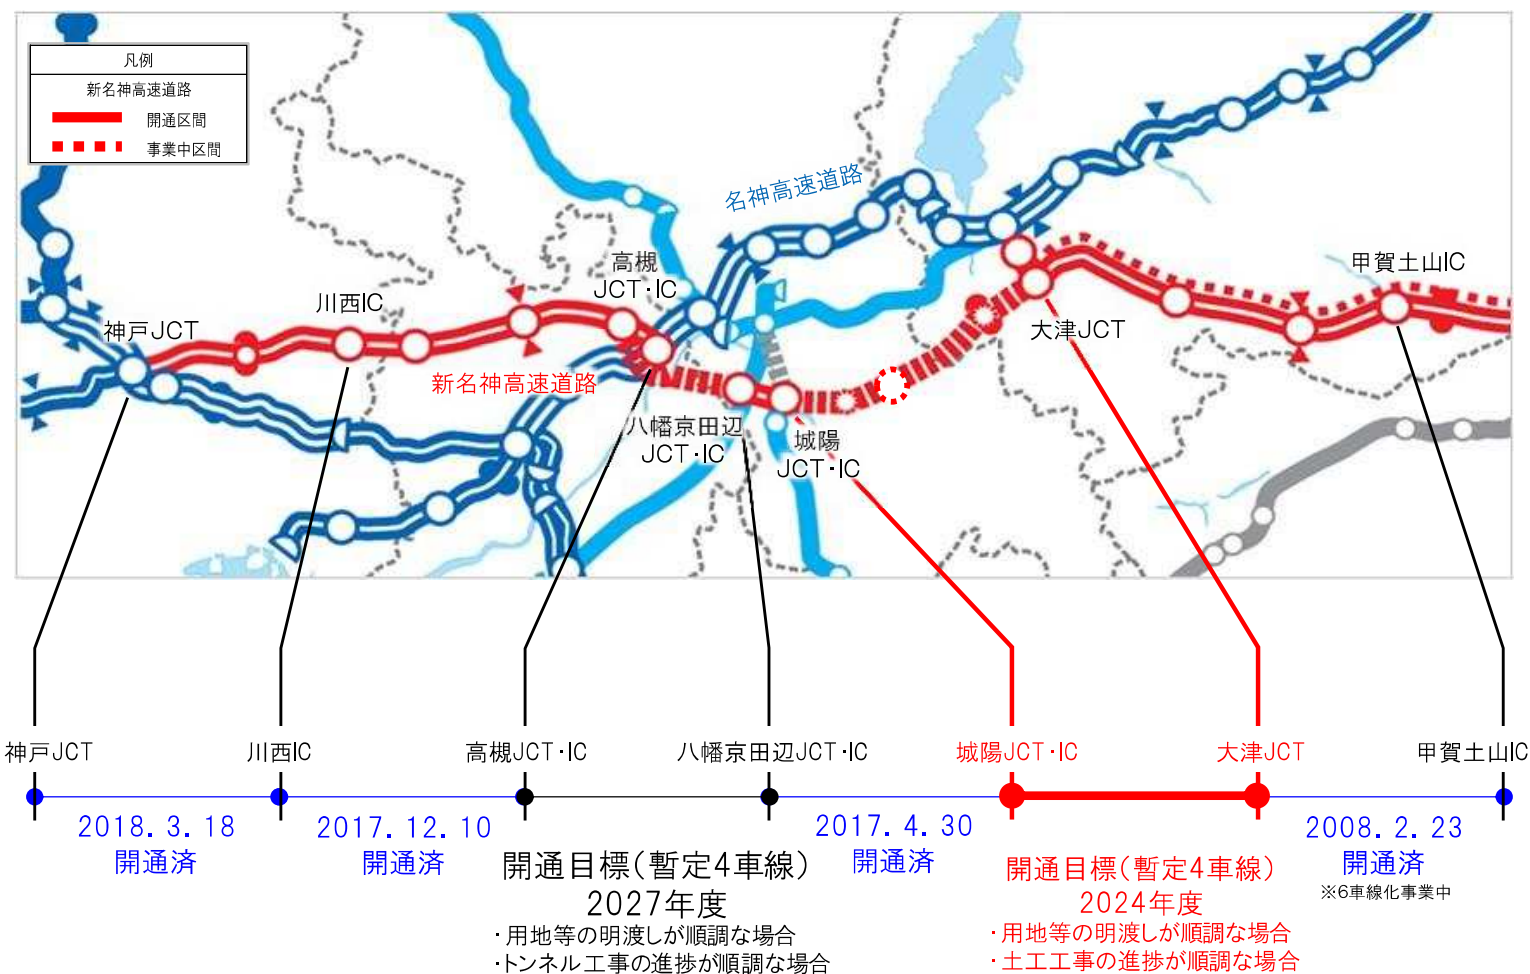 凡例
新名神高速道路
開通区間
事業中区間
名神高速道路
高槻
JCT・IC
甲賀土山IC
川西IC
神戸JCT
大津JCT
新名神高速道路
八幡京田辺
JCT・IC
城陽
JCT・IC
神戸JCT
川西IC
高槻JCT・IC
八幡京田辺JCT・IC
城陽JCT・IC
大津JCT
甲賀土山IC
2018.3.18
開通済
2017.12.10
開通済
開通目標(暫定4車線)
2027年度
・用地等の明渡しが順調な場合
・トンネル工事の進捗が順調な場合
2017.4.30
開通済
開通目標(暫定4車線)
2024年度
・用地等の明渡しが順調な場合
・土工工事の進捗が順調な場合
2008.2.23
開通済
※6車線化事業中